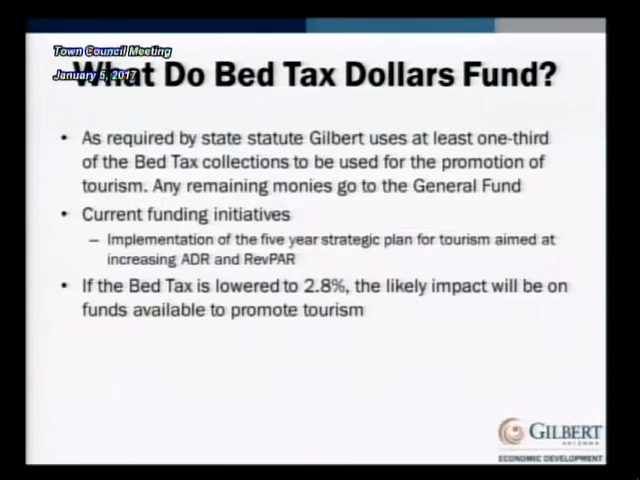 Town Council Meeting
January 5, 2017
What Do Bed Tax Dollars Fund?
• As required by state statute Gilbert uses at least one-third
of the Bed Tax collections to be used for the promotion of
tourism. Any remaining monies go to the General Fund
• Current funding initiatives
– Implementation of the five year strategic plan for tourism aimed at
increasing ADR and RevPAR
• If the Bed Tax is lowered to 2.8%, the likely impact will be on
funds available to promote tourism
GILBERT
ARIZONA
ECONOMIC DEVELOPMENT